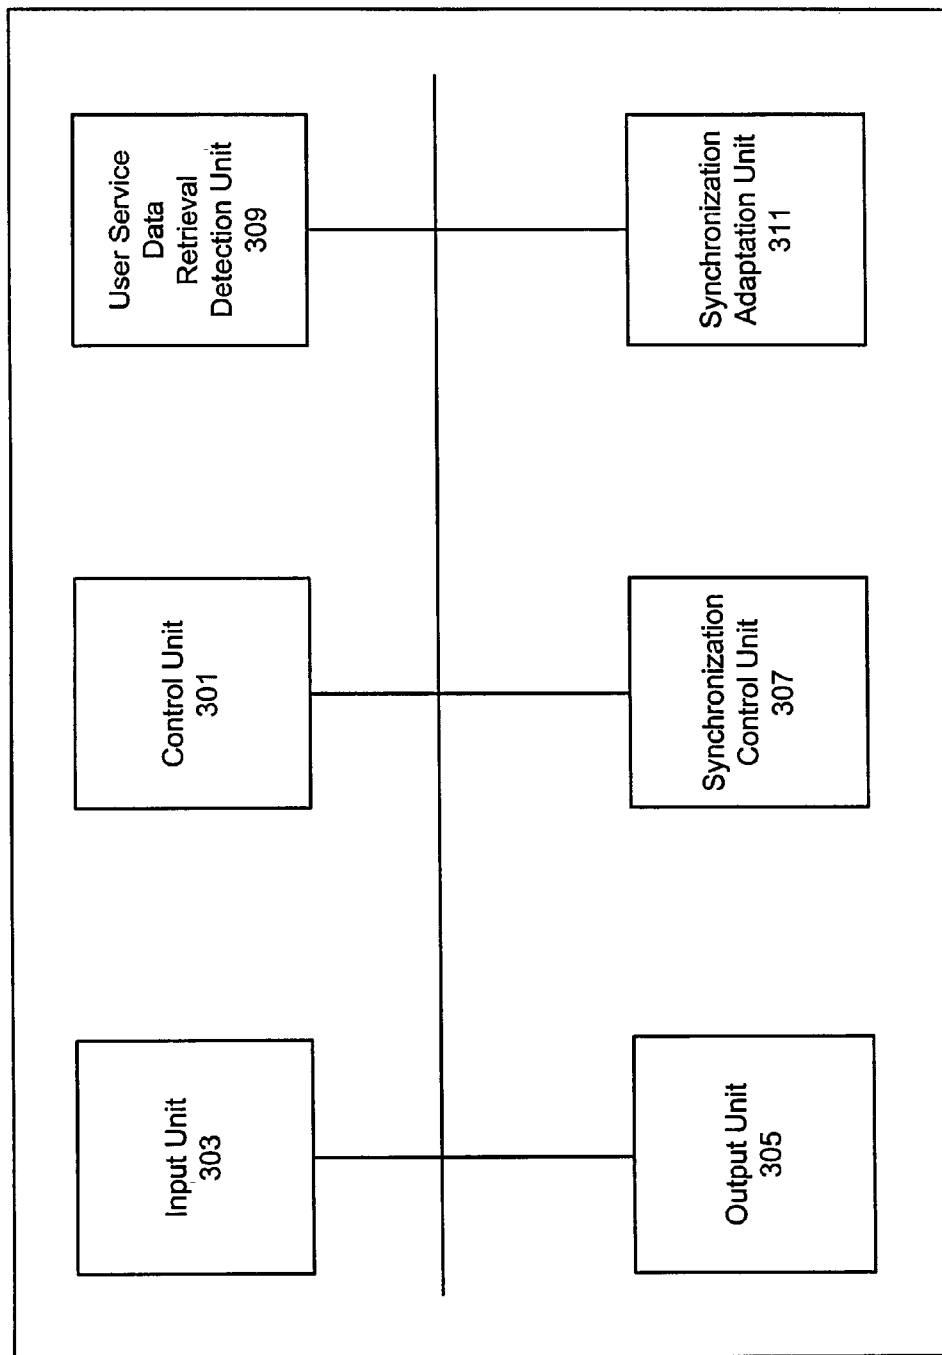 Input Unit
303
Control Unit
301
User Service
Data
Retrieval
Detection Unit
309
Output Unit
305
Synchronization
Control Unit
307
Synchronization
Adaptation Unit
311